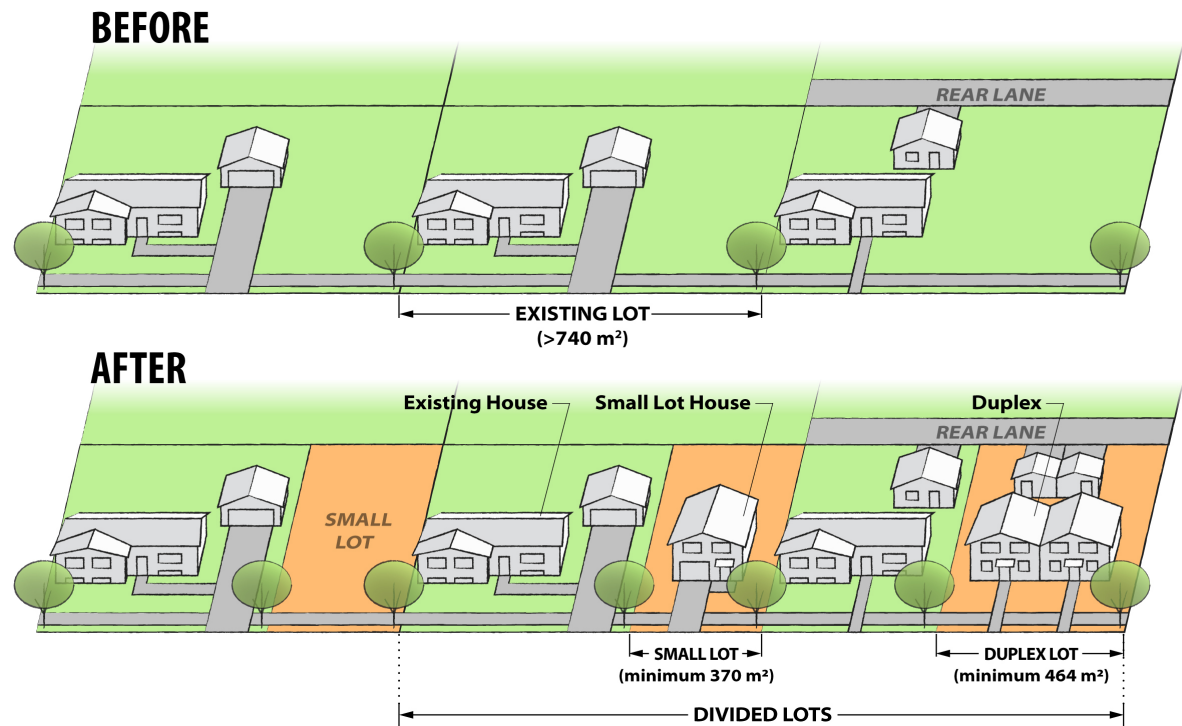 BEFORE
REAR LANE
EXISTING LOT
(>740 m²)
AFTER
Existing House
Small Lot House
Duplex
REAR LANE
SMALL
LOT
SMALL LOT
(minimum 370 m²)
DUPLEX LOT
(minimum 464 m²)
DIVIDED LOTS